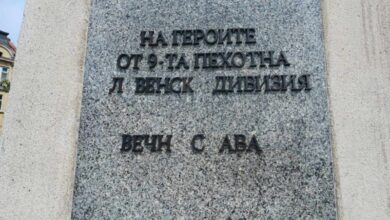 НА ГЕРОИТЕ
ОТ 9-ТА ПЕХОТНА
Л ВЕНСК ДИВИЗИЯ
ВЕЧН С АВА